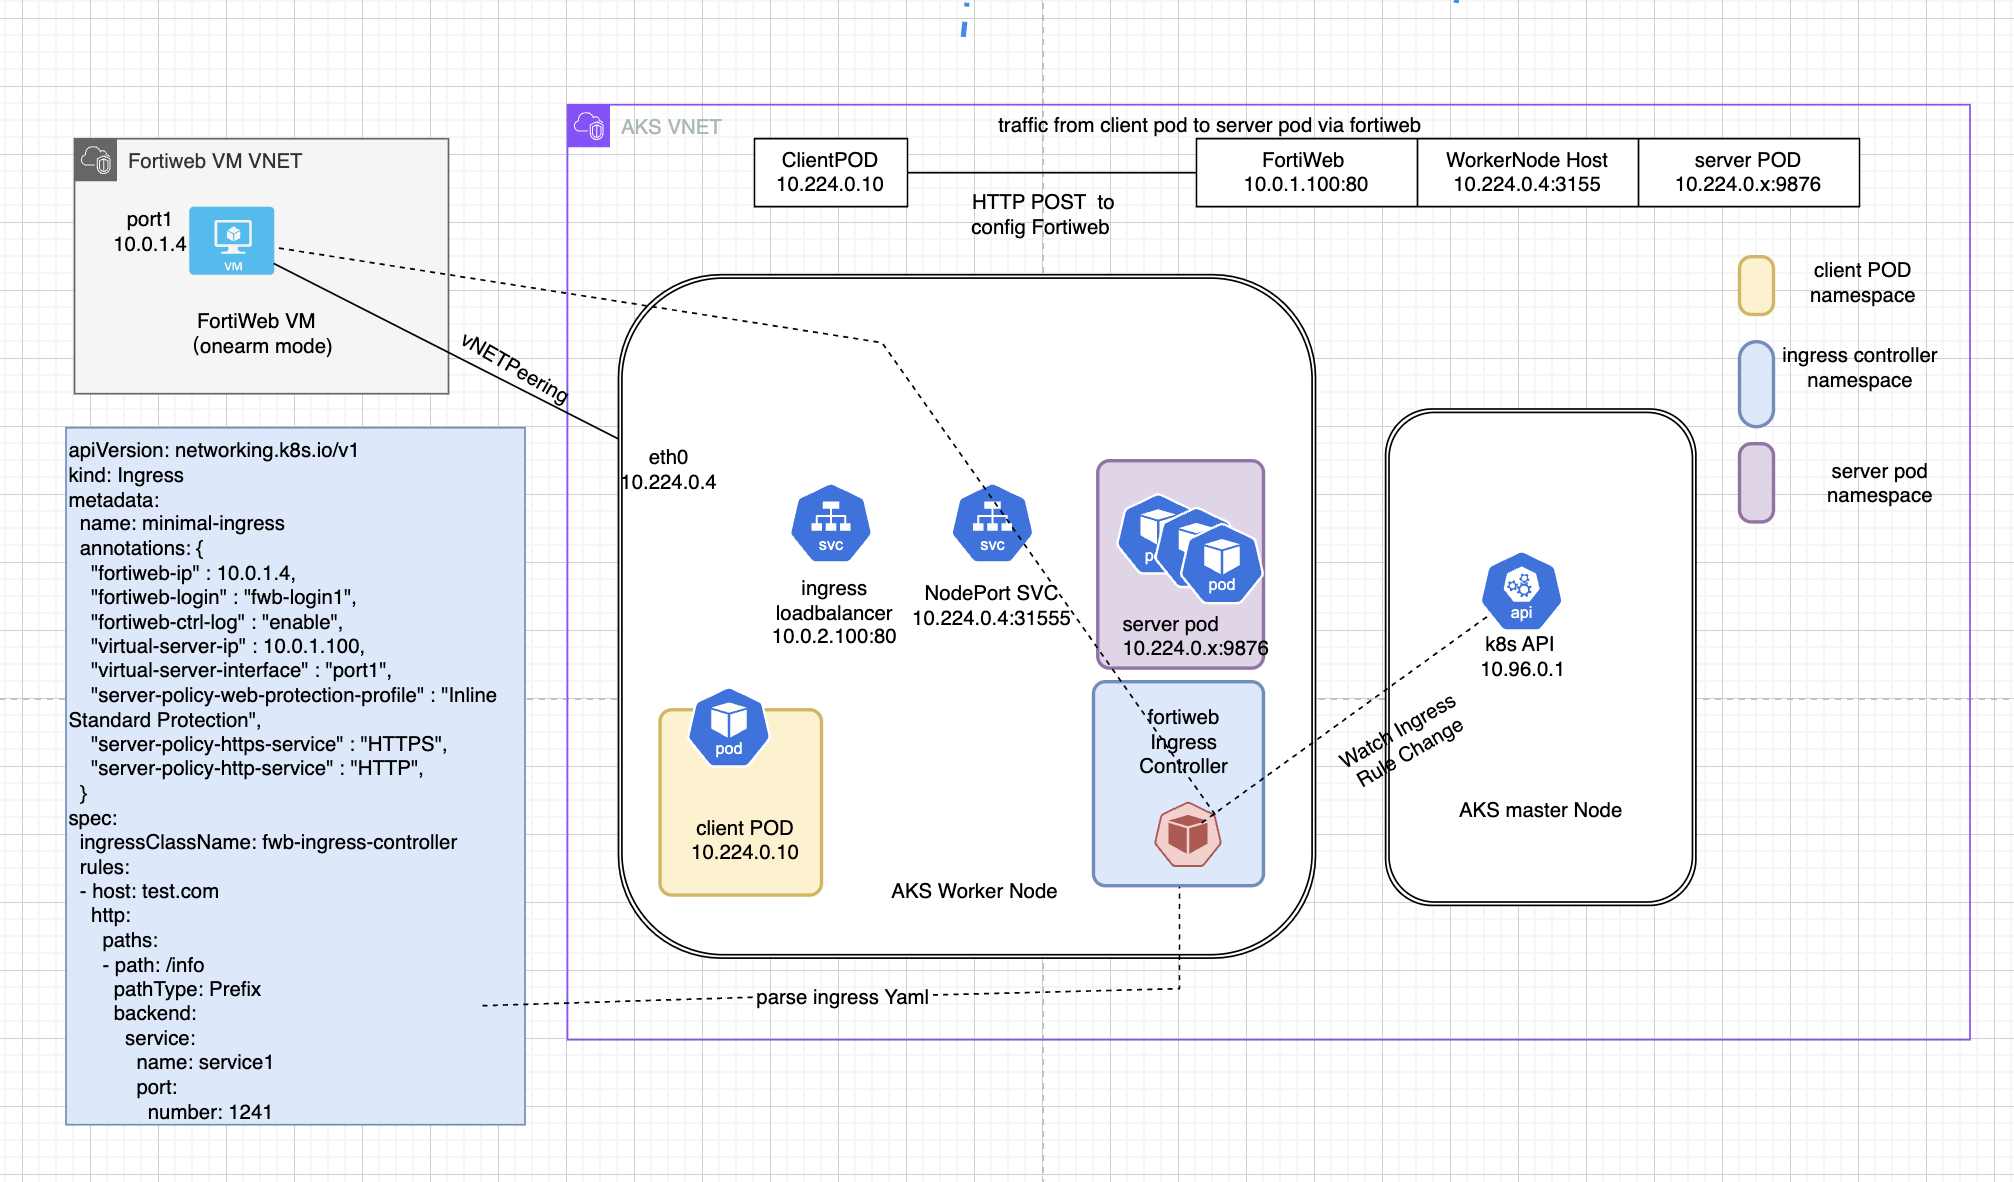 AKS VNET
traffic from client pod to server pod via fortiweb
ClientPOD
10.224.0.10
FortiWeb
10.0.1.100:80
WorkerNode Host
10.224.0.4:3155
server POD
10.224.0.x:9876
HTTP POST to
config Fortiweb
Fortiweb VM VNET
port1
10.0.1.4
VM
FortiWeb VM
(onearm mode)
vNETPeering
client POD
namespace
ingress controller
namespace
server pod
namespace
apiVersion: networking.k8s.io/v1
kind: Ingress
metadata:
name: minimal-ingress
annotations: {
"fortiweb-ip" : 10.0.1.4,
"fortiweb-login" : "fwb-login1",
"fortiweb-ctrl-log" : "enable",
"virtual-server-ip" : 10.0.1.100,
"virtual-server-interface" : "port1",
"server-policy-web-protection-profile" : "Inline
Standard Protection",
"server-policy-https-service" : "HTTPS",
"server-policy-http-service" : "HTTP",
}
spec:
ingressClassName: fwb-ingress-controller
rules:
- host: test.com
http:
paths:
- path: /info
pathType: Prefix
backend:
service:
name: service1
port:
number: 1241
eth0
10.224.0.4
svc
ingress
loadbalancer
10.0.2.100:80
svc
NodePort SVC
10.224.0.4:31555
pod
server pod
10.224.0.x:9876
pod
client POD
10.224.0.10
fortiweb
Ingress
Controller
AKS Worker Node
api
k8s API
10.96.0.1
Watch Ingress
Rule Change
AKS master Node
parse ingress Yaml